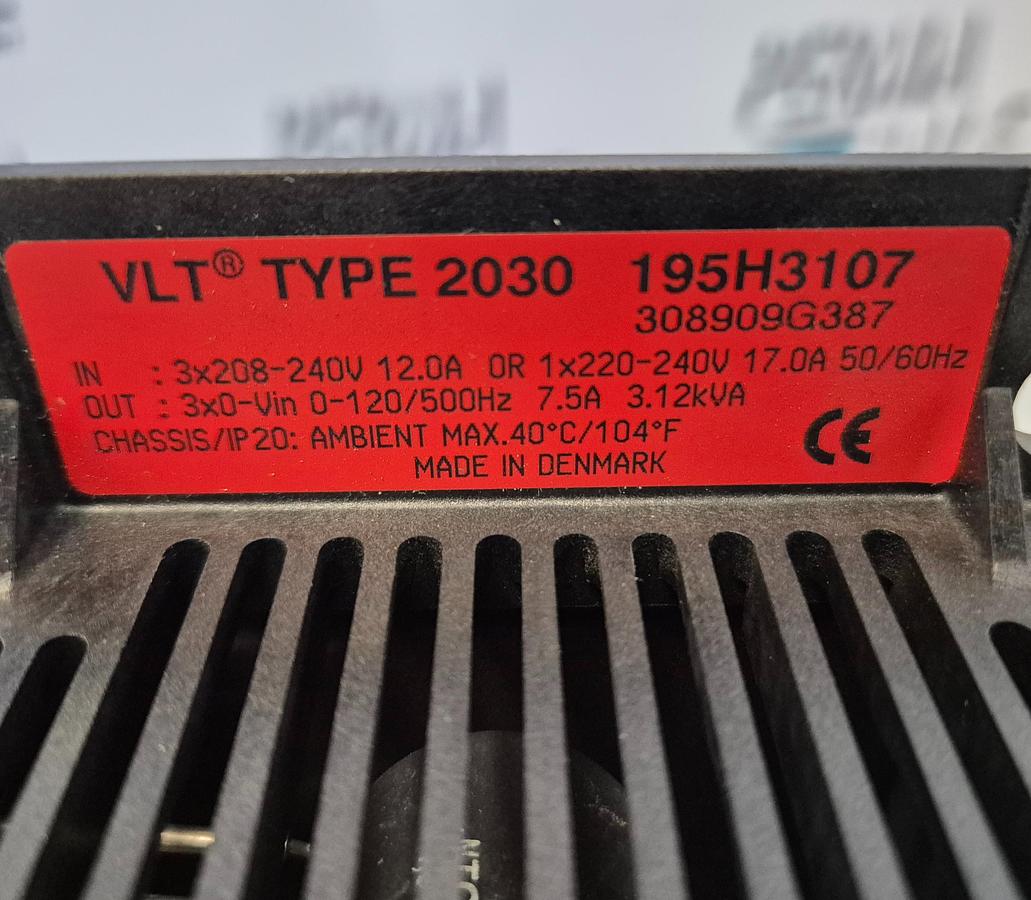 VLT® TYPE 2030 195H3107
308909G387
IN : 3x208-240V 12.0A OR 1x220-240V 17.0A 50/60Hz
OUT : 3x0-Vin 0-120/500Hz 7.5A 3.12kVA
CHASSIS/IP20: AMBIENT MAX.40°C/104°F
MADE IN DENMARK
CE